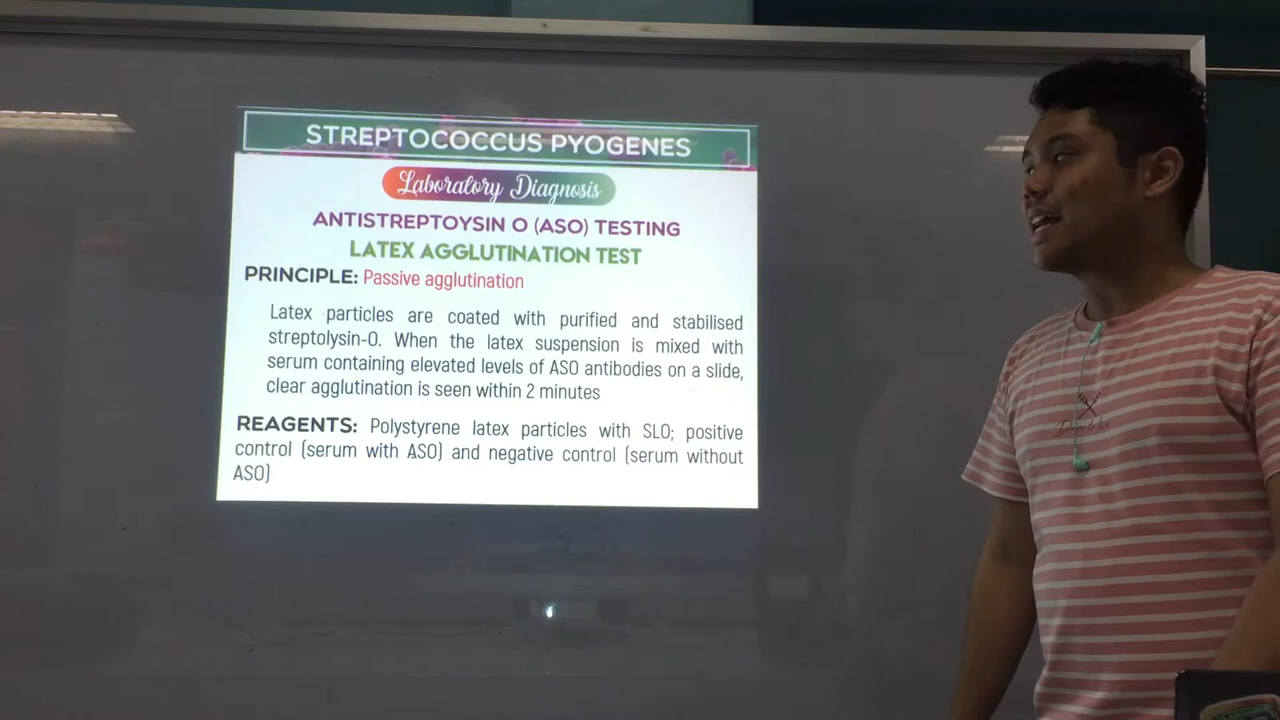 STREPTOCOCCUS PYOGENES
Laboratory Diagnosis
ANTISTREPTOYSIN O (ASO) TESTING
LATEX AGGLUTINATION TEST
PRINCIPLE: Passive agglutination
Latex particles are coated with purified and stabilised
streptolysin-O. When the latex suspension is mixed with
serum containing elevated levels of ASO antibodies on a slide,
clear agglutination is seen within 2 minutes
REAGENTS: Polystyrene latex particles with SLO; positive
control (serum with ASO) and negative control (serum without
ASO)